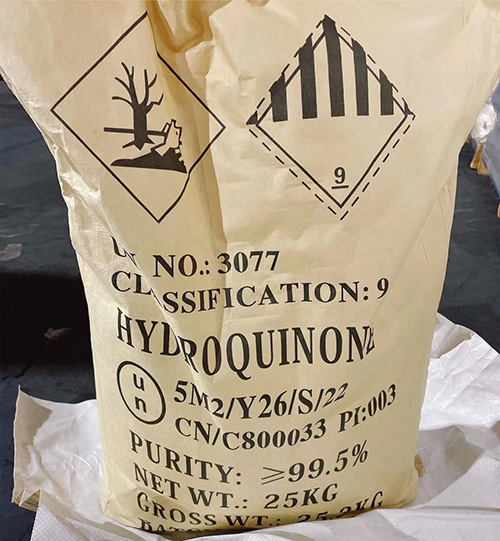 9
NO.: 3077
CLASSIFICATION: 9
HYDROQUINONE
un
5M2/Y26/S/22
CN/C800033 PI:003
PURITY: ≥99.5%
NET WT.: 25KG
GROSS WT.: 25.2KG